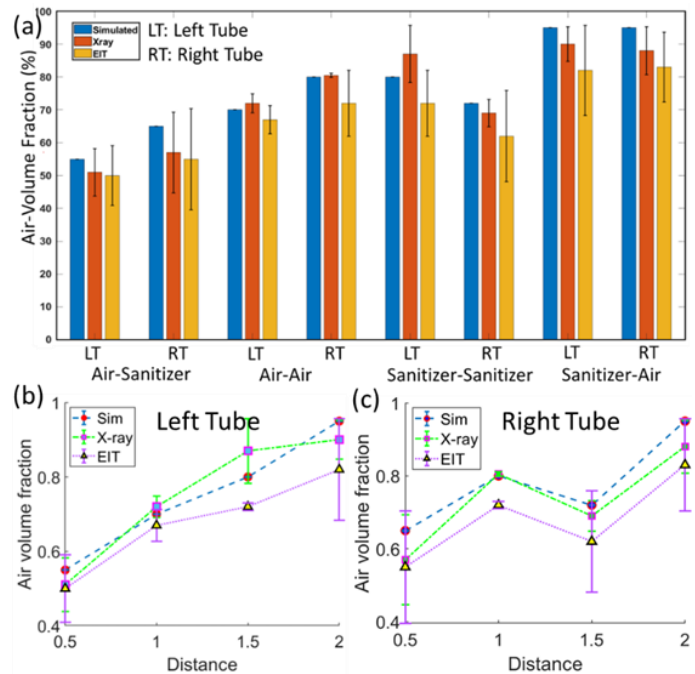 (a)
Simulated
Xray
EIT
LT: Left Tube
RT: Right Tube
Air-Volume Fraction (%)
100
90
80
70
60
50
40
30
20
10
0
LT RT LT RT LT RT LT RT
Air-Sanitizer Air-Air Sanitizer-Sanitizer Sanitizer-Air
(b)
Left Tube
Sim
X-ray
EIT
Air volume fraction
0.8
0.6
0.4
0.5 1 1.5 2
Distance
(c)
Right Tube
Sim
X-ray
EIT
Air volume fraction
0.8
0.6
0.4
0.5 1 1.5 2
Distance